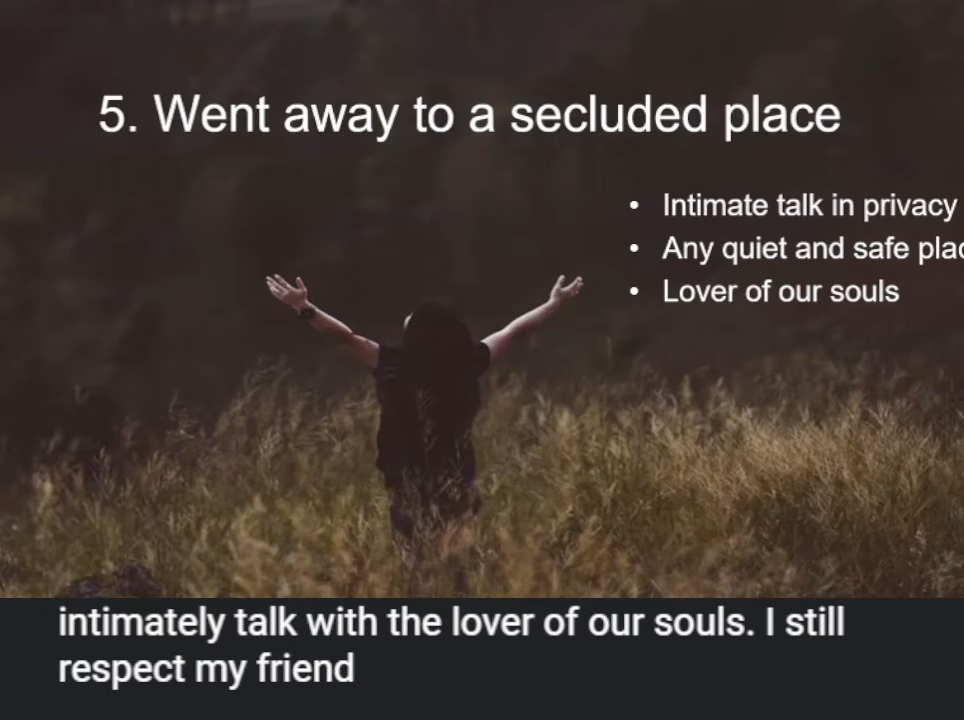 5. Went away to a secluded place
• Intimate talk in privacy
• Any quiet and safe
• Lover of our souls
intimately talk with the lover of our souls. I still
respect my friend